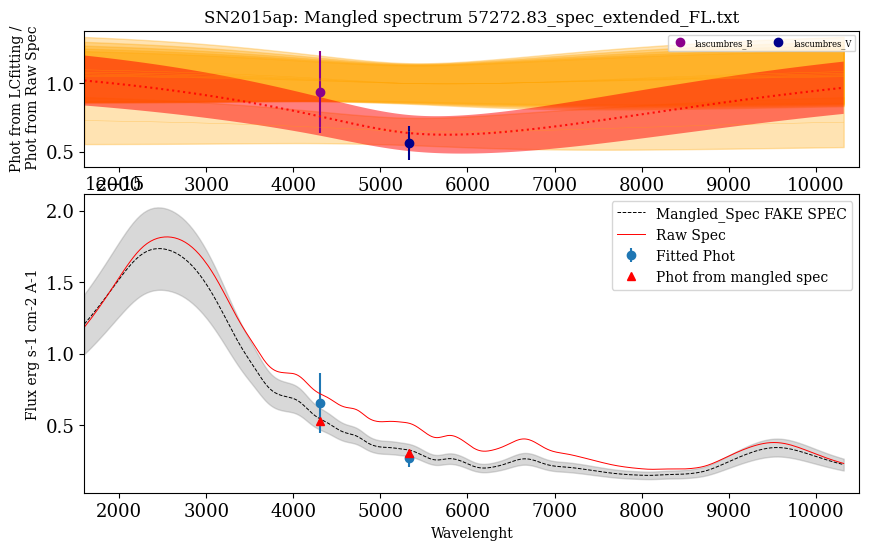 SN2015ap: Mangled spectrum 57272.83_spec_extended_FL.txt
Phot from LCfitting /
Phot from Raw Spec
1.0
0.5
lascumbres_B
lascumbres_V
2000 3000 4000 5000 6000 7000 8000 9000 10000
1e−15
Flux erg s-1 cm-2 A-1
2.0
1.5
1.0
0.5
Mangled_Spec FAKE SPEC
Raw Spec
Fitted Phot
Phot from mangled spec
2000 3000 4000 5000 6000 7000 8000 9000 10000
Wavelenght